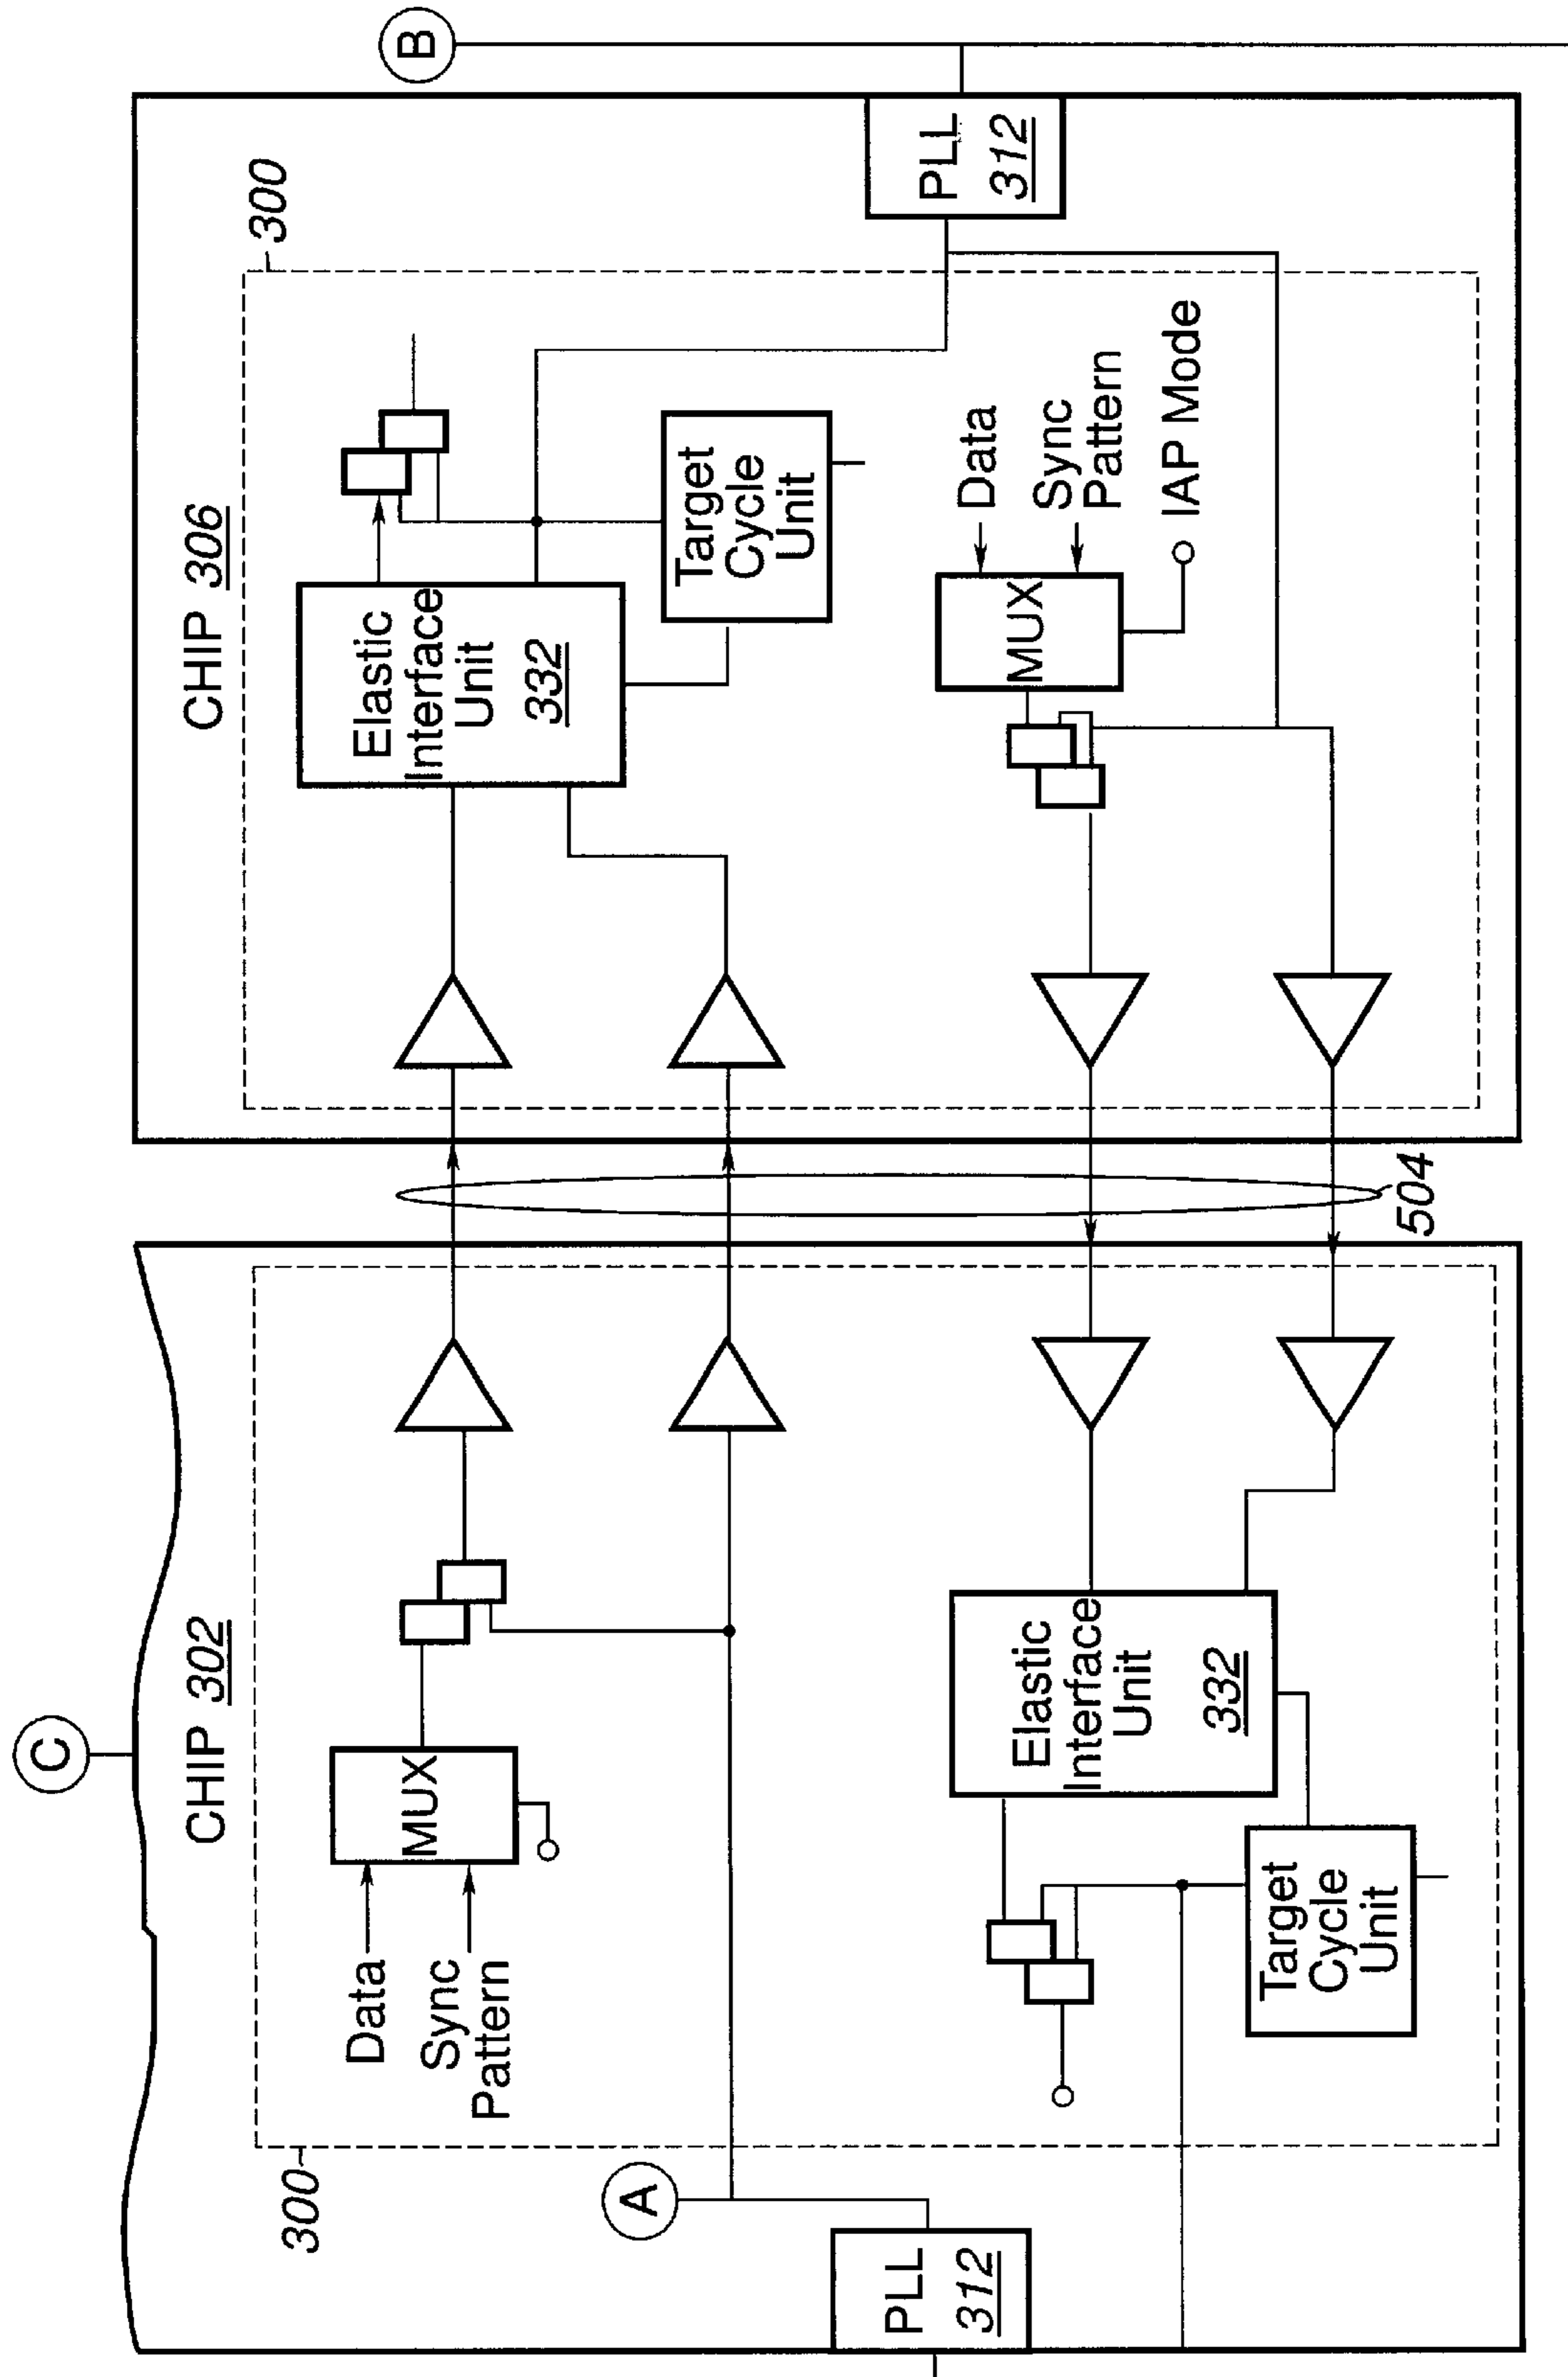 C
B
CHIP 302
CHIP 306
300
300
Data
Sync
Pattern
MUX
A
PLL
312
Elastic
Interface
Unit
332
Target
Cycle
Unit
504
Elastic
Interface
Unit
332
Target
Cycle
Unit
MUX
Data
Sync
Pattern
IAP Mode
PLL
312